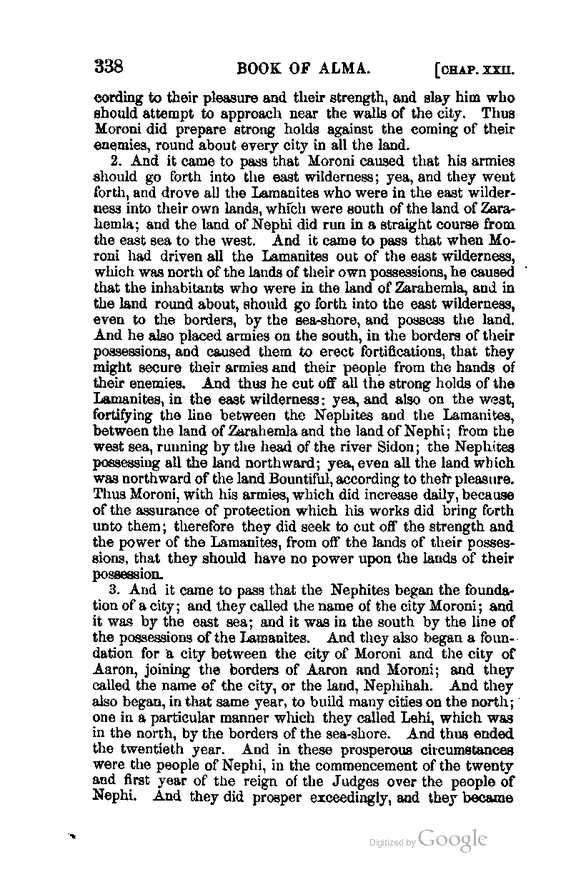 338 BOOK OF ALMA. [CHAP. XXII.
cording to their pleasure and their strength, and slay him who
should attempt to approach near the walls of the city. Thus
Moroni did prepare strong holds against the coming of their
enemies, round about every city in all the land.
2. And it came to pass that Moroni caused that his armies
should go forth into the east wilderness; yea, and they went
forth, and drove all the Lamanites who were in the east wilder-
ness into their own lands, which were south of the land of Zara-
hemla; and the land of Nephi did run in a straight course from
the east sea to the west. And it came to pass that when Mo-
roni had driven all the Lamanites out of the east wilderness,
which was north of the lands of their own possessions, he caused
that the inhabitants who were in the land of Zarahemla, and in
the land round about, should go forth into the east wilderness,
even to the borders, by the sea-shore, and possess the land.
And he also placed armies on the south, in the borders of their
possessions, and caused them to erect fortifications, that they
might secure their armies and their people from the hands of
their enemies. And thus he cut off all the strong holds of the
Lamanites, in the east wilderness; yea, and also on the west,
fortifying the line between the Nephites and the Lamanites,
between the land of Zarahemla and the land of Nephi; from the
west sea, running by the head of the river Sidon; the Nephites
possessing all the land northward; yea, even all the land which
was northward of the land Bountiful, according to their pleasure.
Thus Moroni, with his armies, which did increase daily, because
of the assurance of protection which his works did bring forth
unto them; therefore they did seek to cut off the strength and
the power of the Lamanites, from off the lands of their posses-
sions, that they should have no power upon the lands of their
possession.
3. And it came to pass that the Nephites began the founda-
tion of a city; and they called the name of the city Moroni; and
it was by the east sea; and it was in the south by the line of
the possessions of the Lamanites. And they also began a foun-
dation for a city between the city of Moroni and the city of
Aaron, joining the borders of Aaron and Moroni; and they
called the name of the city, or the land, Nephihah. And they
also began, in that same year, to build many cities on the north;
one in a particular manner which they called Lehi, which was
in the north, by the borders of the sea-shore. And thus ended
the twentieth year. And in these prosperous circumstances
were the people of Nephi, in the commencement of the twenty
and first year of the reign of the Judges over the people of
Nephi. And they did prosper exceedingly, and they became
Digitized by Google